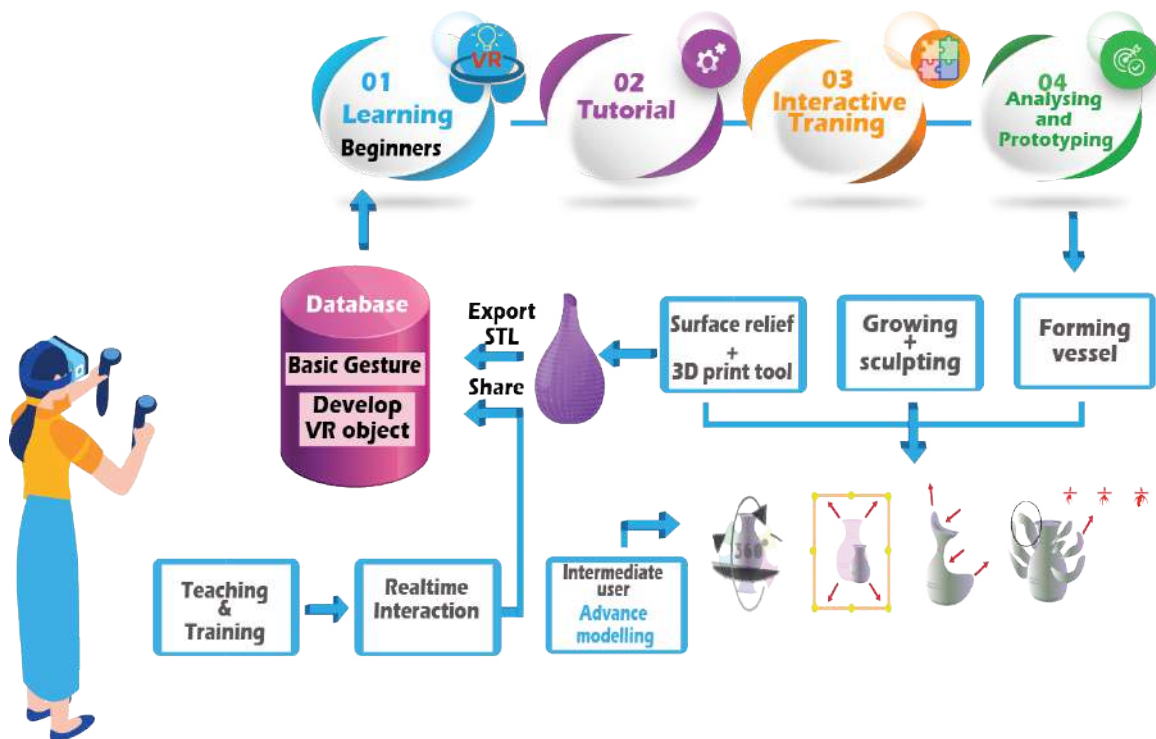 VR
01
Learning
Beginners
02
Tutorial
03
Interactive
Traning
04
Analysing
and
Prototyping
Database
Basic Gesture
Develop
VR object
Export
STL
Share
Surface relief
+
3D print tool
Growing
+
sculpting
Forming
vessel
360°
Teaching
&
Training
Realtime
Interaction
Intermediate
user
Advance
modelling